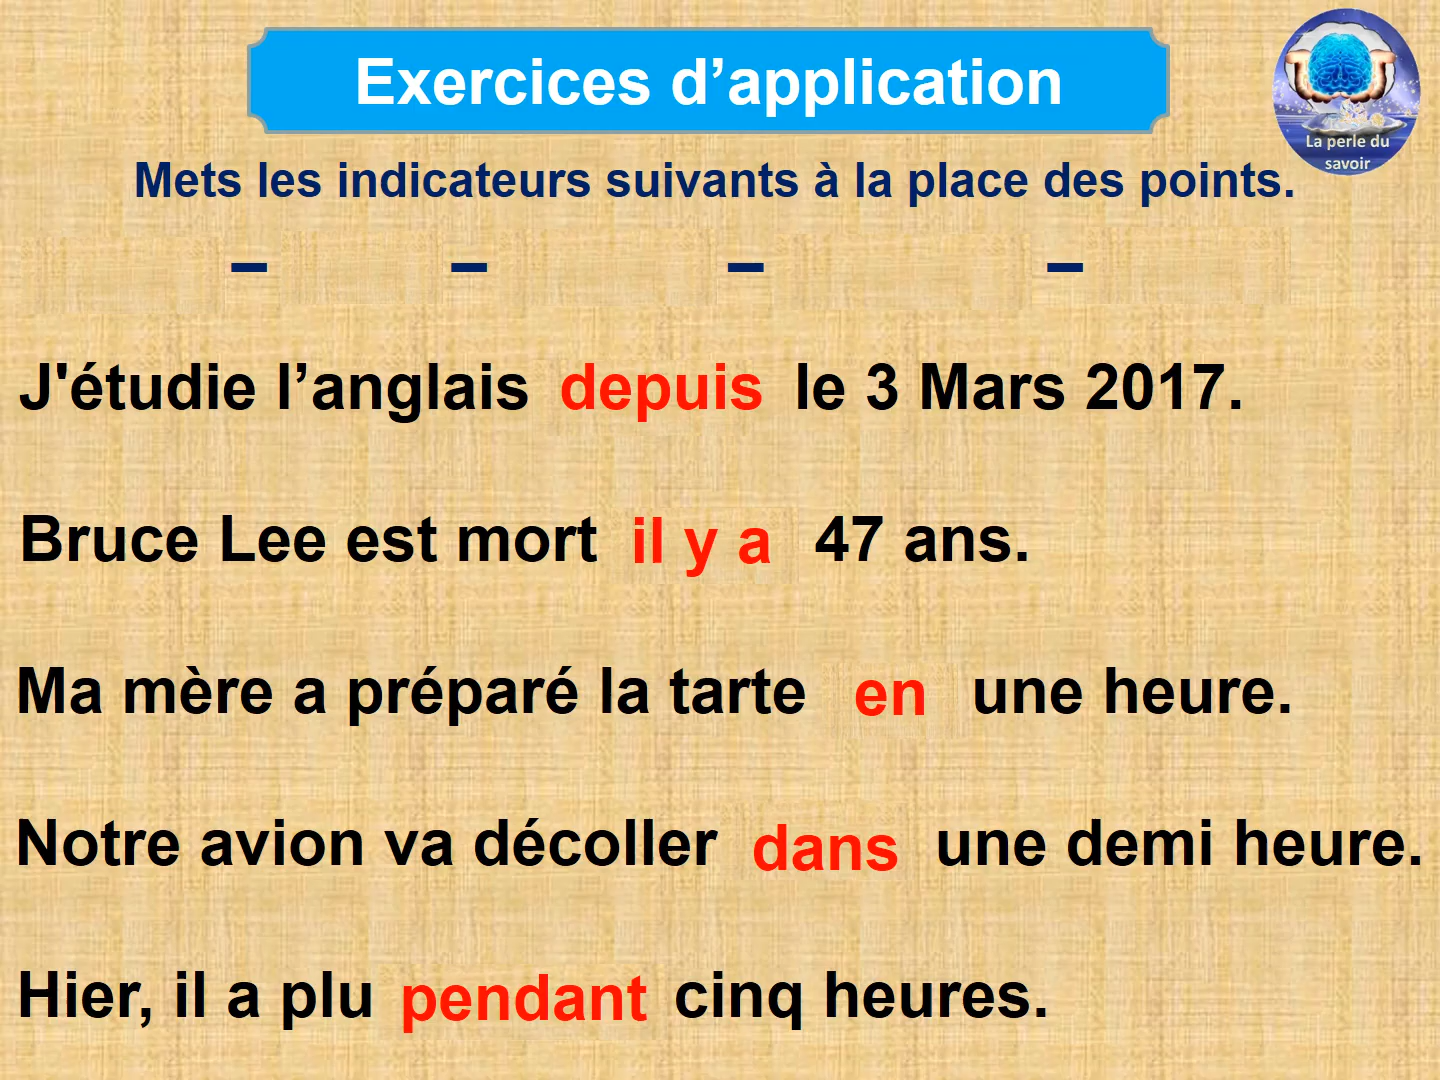 Exercices d’application
La perle du
savoir
Mets les indicateurs suivants à la place des points.
– – – –
J'étudie l’anglais depuis le 3 Mars 2017.
Bruce Lee est mort il y a 47 ans.
Ma mère a préparé la tarte en une heure.
Notre avion va décoller dans une demi heure.
Hier, il a plu pendant cinq heures.